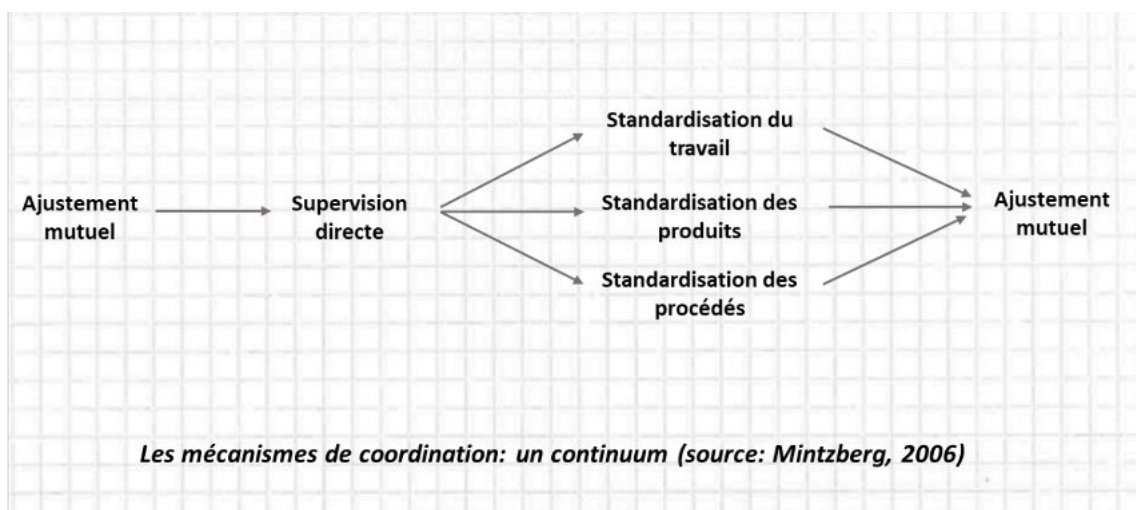 Ajustement
mutuel
Supervision
directe
Standardisation du
travail
Standardisation des
produits
Standardisation des
procédés
Ajustement
mutuel
Les mécanismes de coordination: un continuum (source: Mintzberg, 2006)